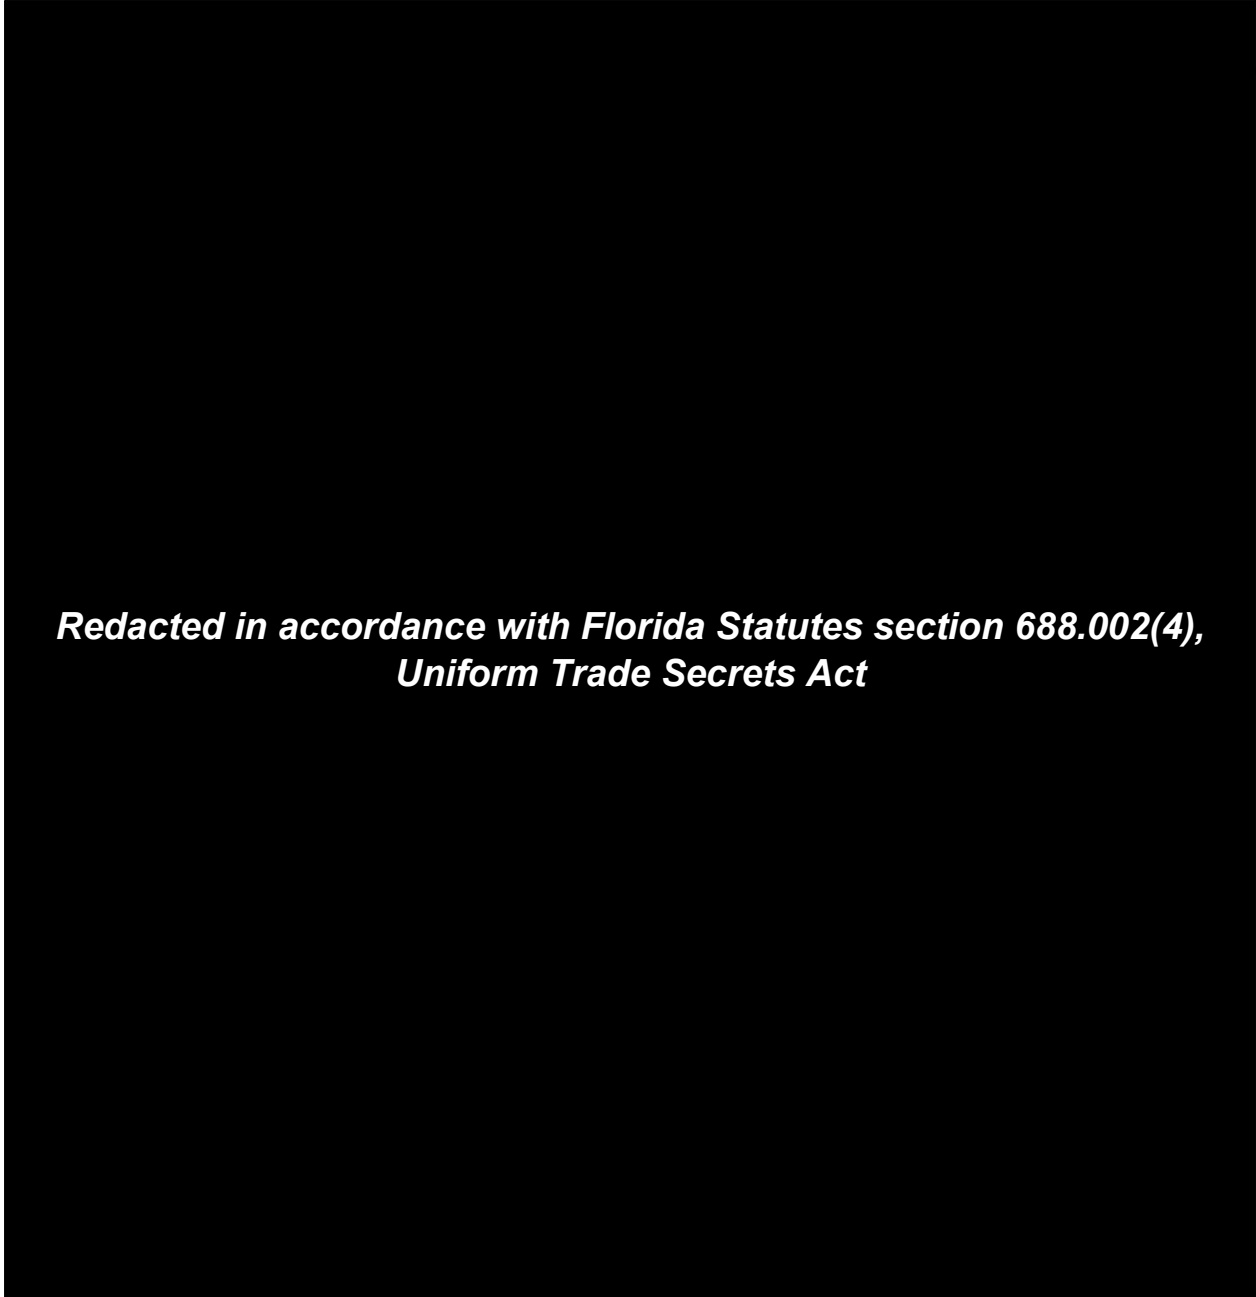 Redacted in accordance with Florida Statutes section 688.002(4),
Uniform Trade Secrets Act